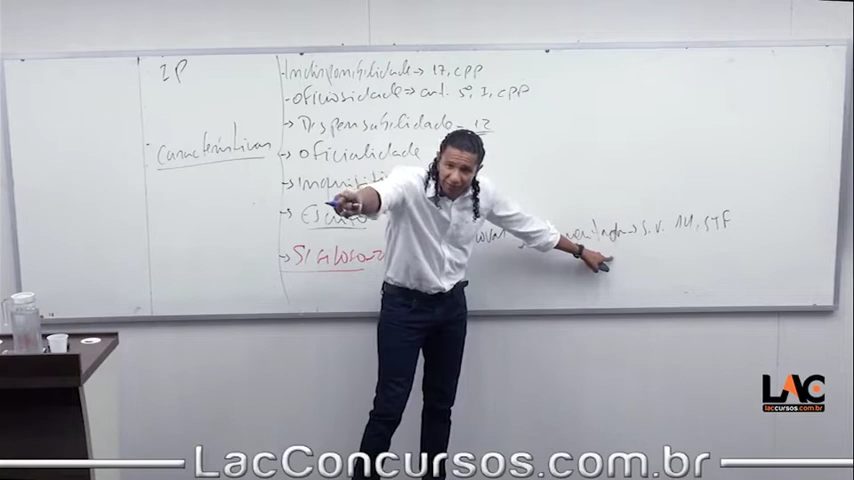 IP
Características
-Indisponibilidade → 17, CPP
-Oficiosidade → art. 5º, I, CPP
→ Dispensabilidade - 12
→ Oficialidade
→ Inquisiti
→ Esc
→ Sigiloso
→ S.V. 14, STF
LAC
laccursos.com.br
LacConcursos.com.br